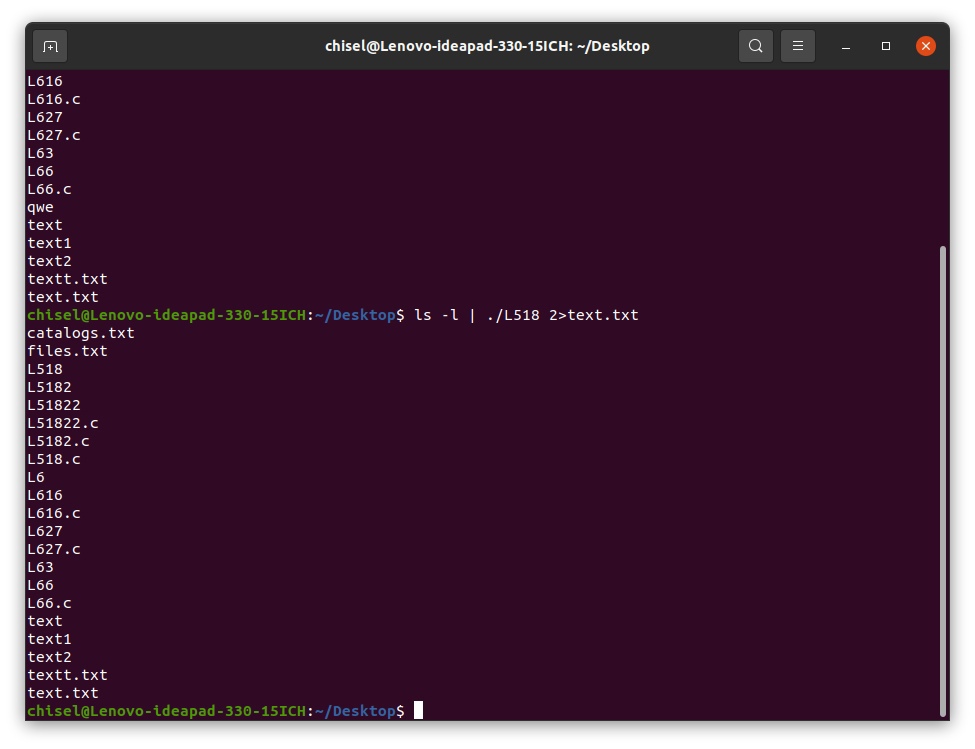 chisel@Lenovo-ideapad-330-15ICH: ~/Desktop
L616
L616.c
L627
L627.c
L63
L66
L66.c
qwe
text
text1
text2
textt.txt
text.txt
chisel@Lenovo-ideapad-330-15ICH:~/Desktop$ ls -l | ./L518 2>text.txt
catalogs.txt
files.txt
L518
L5182
L51822
L51822.c
L5182.c
L518.c
L6
L616
L616.c
L627
L627.c
L63
L66
L66.c
text
text1
text2
textt.txt
text.txt
chisel@Lenovo-ideapad-330-15ICH:~/Desktop$